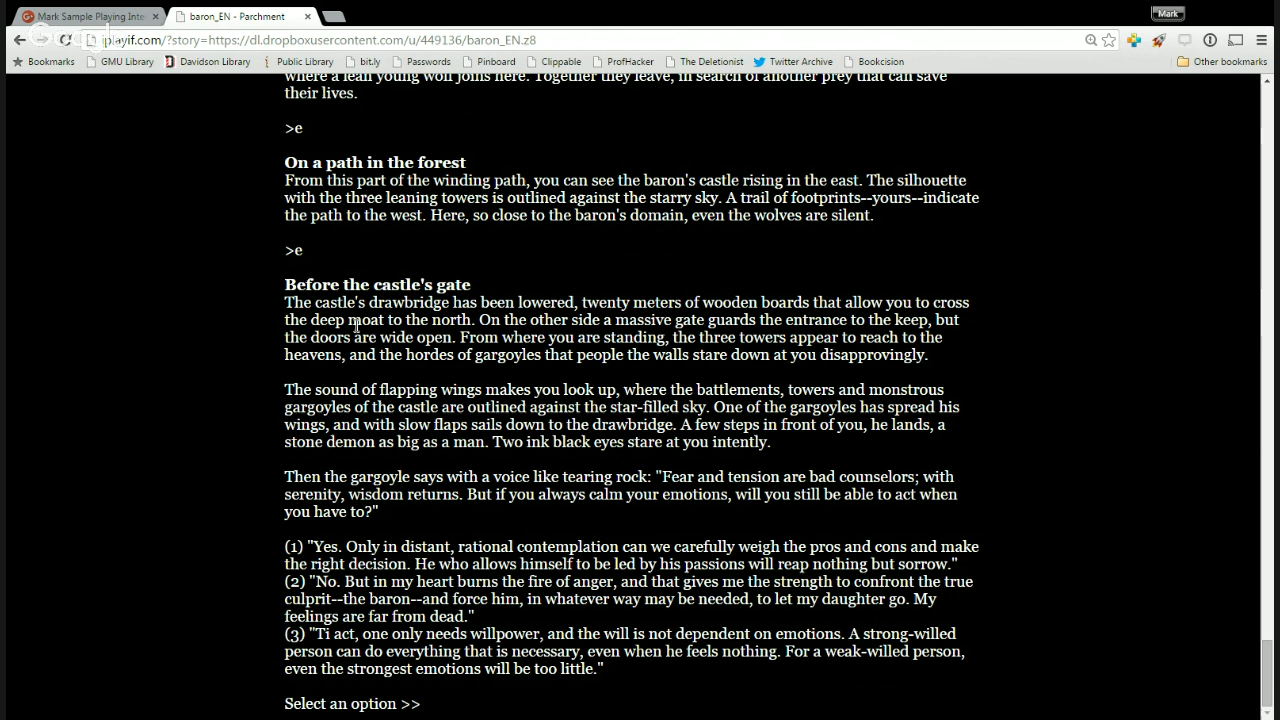 Mark Sample Playing Inte
baron_EN - Parchment
Mark
iplayif.com/?story=https://dl.dropboxusercontent.com/u/449136/baron_EN.z8
Bookmarks GMU Library Davidson Library Public Library bit.ly Passwords Pinboard Clippable ProfHacker The Deletionist Twitter Archive Bookcision Other bookmarks
where a lean young wolf joins here. Together they leave, in search of another prey that can save
their lives.
>e
On a path in the forest
From this part of the winding path, you can see the baron's castle rising in the east. The silhouette
with the three leaning towers is outlined against the starry sky. A trail of footprints--yours--indicate
the path to the west. Here, so close to the baron's domain, even the wolves are silent.
>e
Before the castle's gate
The castle's drawbridge has been lowered, twenty meters of wooden boards that allow you to cross
the deep moat to the north. On the other side a massive gate guards the entrance to the keep, but
the doors are wide open. From where you are standing, the three towers appear to reach to the
heavens, and the hordes of gargoyles that people the walls stare down at you disapprovingly.
The sound of flapping wings makes you look up, where the battlements, towers and monstrous
gargoyles of the castle are outlined against the star-filled sky. One of the gargoyles has spread his
wings, and with slow flaps sails down to the drawbridge. A few steps in front of you, he lands, a
stone demon as big as a man. Two ink black eyes stare at you intently.
Then the gargoyle says with a voice like tearing rock: "Fear and tension are bad counselors; with
serenity, wisdom returns. But if you always calm your emotions, will you still be able to act when
you have to?"
(1) "Yes. Only in distant, rational contemplation can we carefully weigh the pros and cons and make
the right decision. He who allows himself to be led by his passions will reap nothing but sorrow."
(2) "No. But in my heart burns the fire of anger, and that gives me the strength to confront the true
culprit--the baron--and force him, in whatever way may be needed, to let my daughter go. My
feelings are far from dead."
(3) "Ti act, one only needs willpower, and the will is not dependent on emotions. A strong-willed
person can do everything that is necessary, even when he feels nothing. For a weak-willed person,
even the strongest emotions will be too little."
Select an option >>